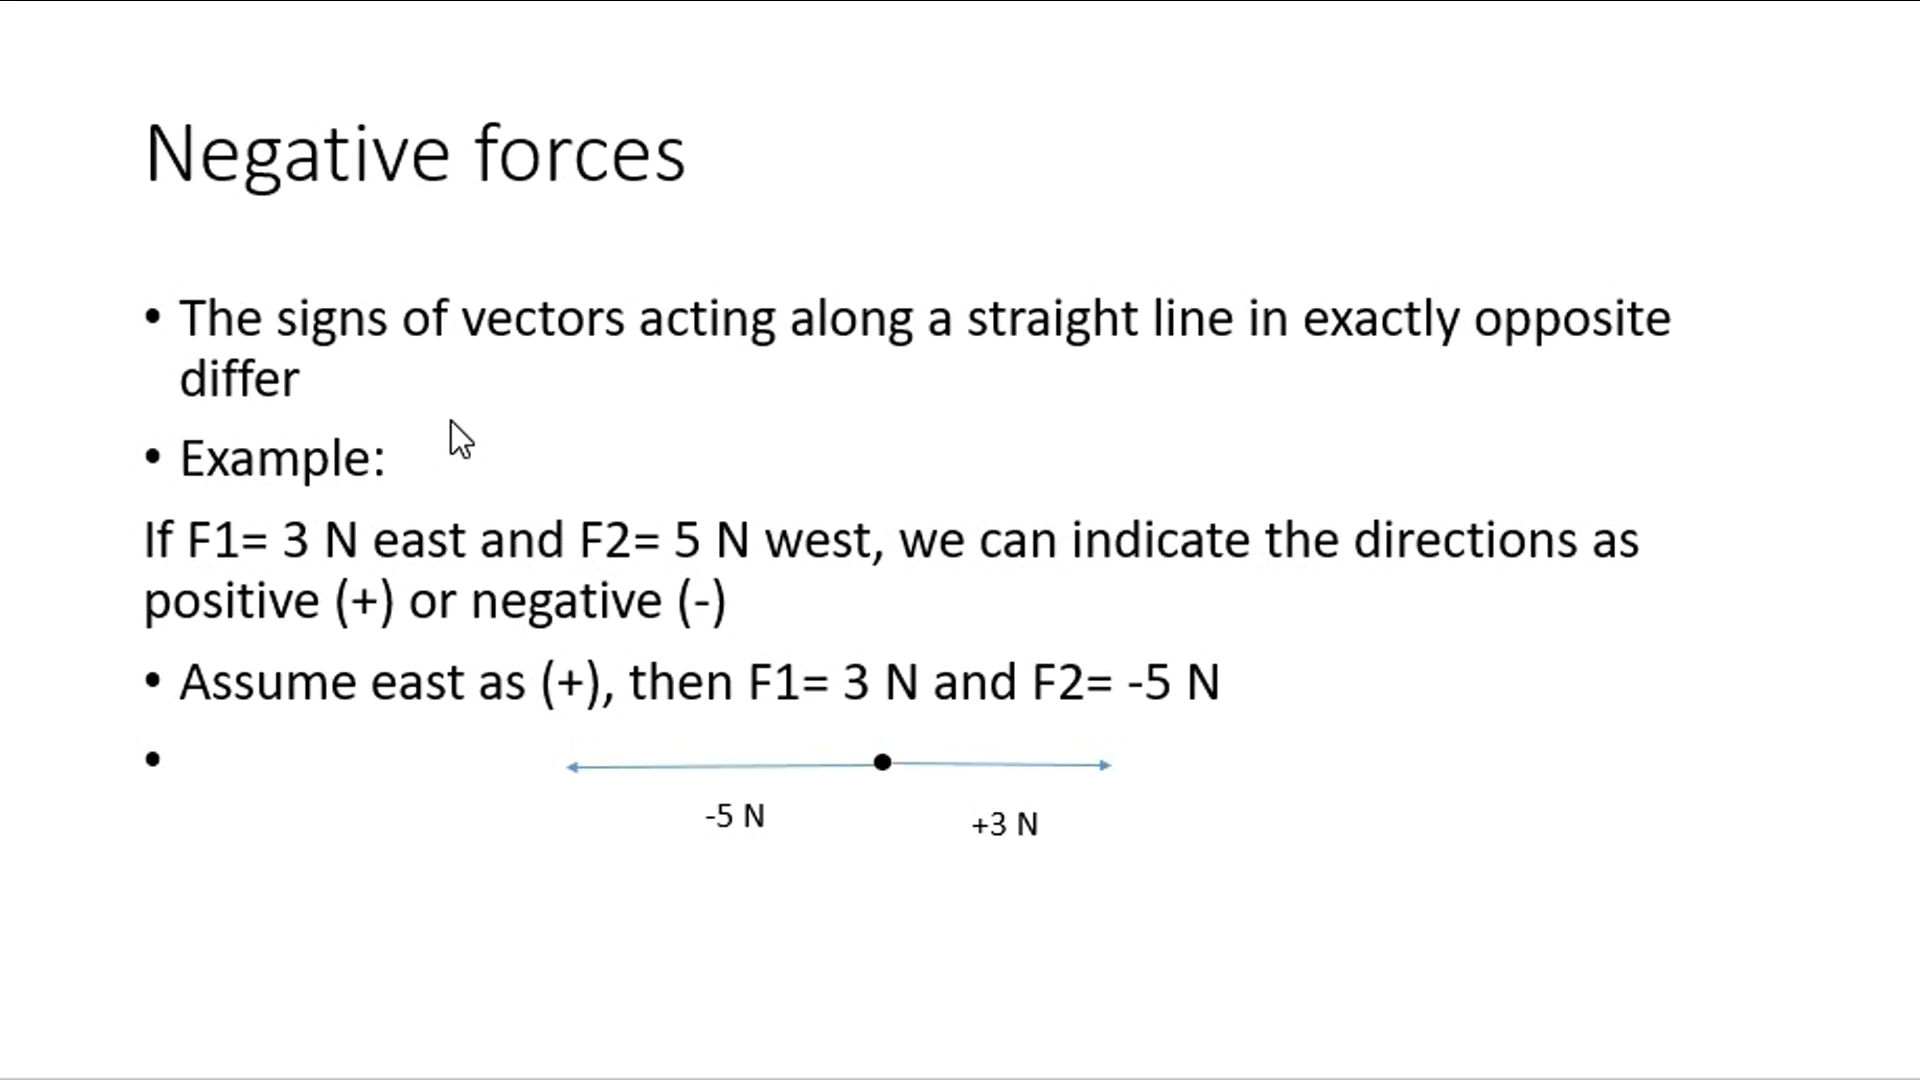 Negative forces
• The signs of vectors acting along a straight line in exactly opposite
differ
• Example:
If F1= 3 N east and F2= 5 N west, we can indicate the directions as
positive (+) or negative (-)
• Assume east as (+), then F1= 3 N and F2= -5 N
•
-5 N
+3 N